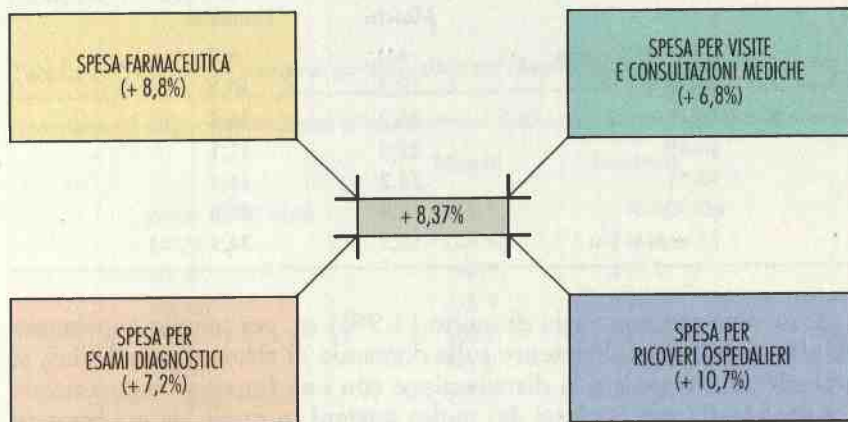 SPESA FARMACEUTICA
(+ 8,8%)
SPESA PER VISITE
E CONSULTAZIONI MEDICHE
(+ 6,8%)
+ 8,37%
SPESA PER
ESAMI DIAGNOSTICI
(+ 7,2%)
SPESA PER
RICOVERI OSPEDALIERI
(+ 10,7%)